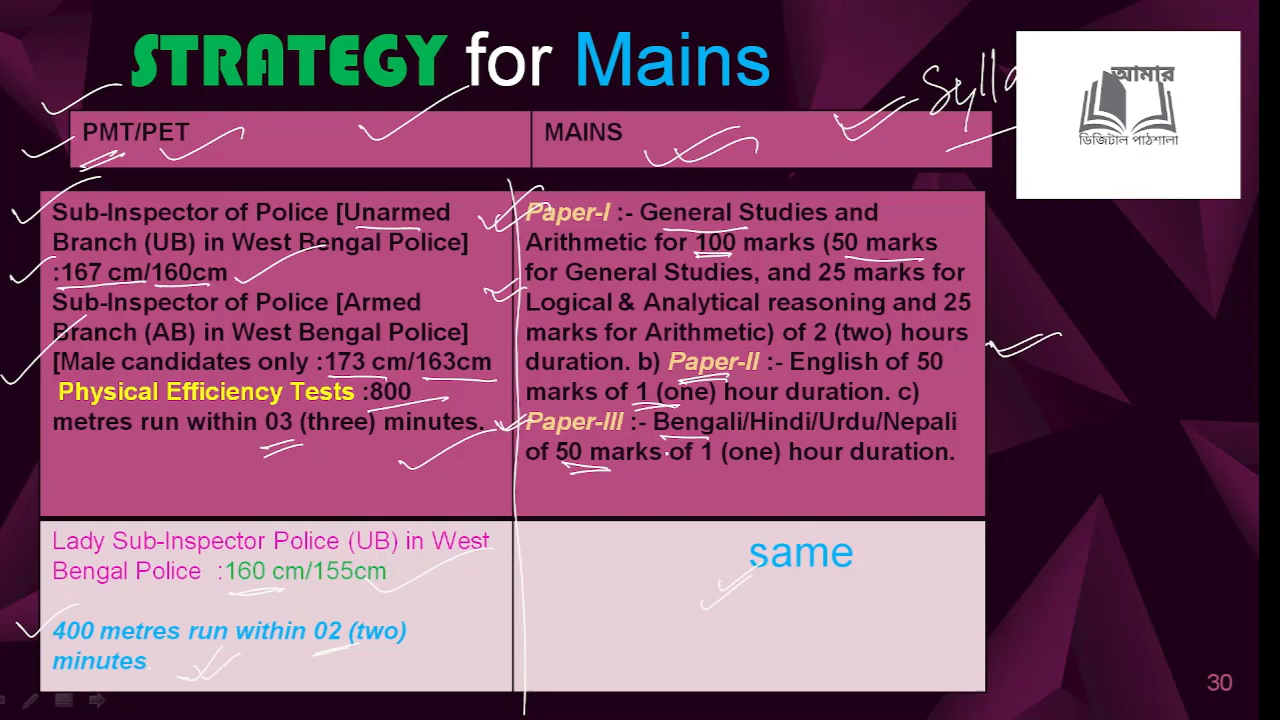 STRATEGY for Mains
আমার
ডিজিটাল পাঠশালা
PMT/PET
MAINS
Sub-Inspector of Police [Unarmed
Branch (UB) in West Bengal Police]
:167 cm/160cm
Sub-Inspector of Police [Armed
Branch (AB) in West Bengal Police]
[Male candidates only :173 cm/163cm
Physical Efficiency Tests :800
metres run within 03 (three) minutes.
Paper-I :- General Studies and
Arithmetic for 100 marks (50 marks
for General Studies, and 25 marks for
Logical & Analytical reasoning and 25
marks for Arithmetic) of 2 (two) hours
duration. b) Paper-II :- English of 50
marks of 1 (one) hour duration. c)
Paper-III :- Bengali/Hindi/Urdu/Nepali
of 50 marks of 1 (one) hour duration.
Lady Sub-Inspector Police (UB) in West
Bengal Police :160 cm/155cm
400 metres run within 02 (two)
minutes.
same
30